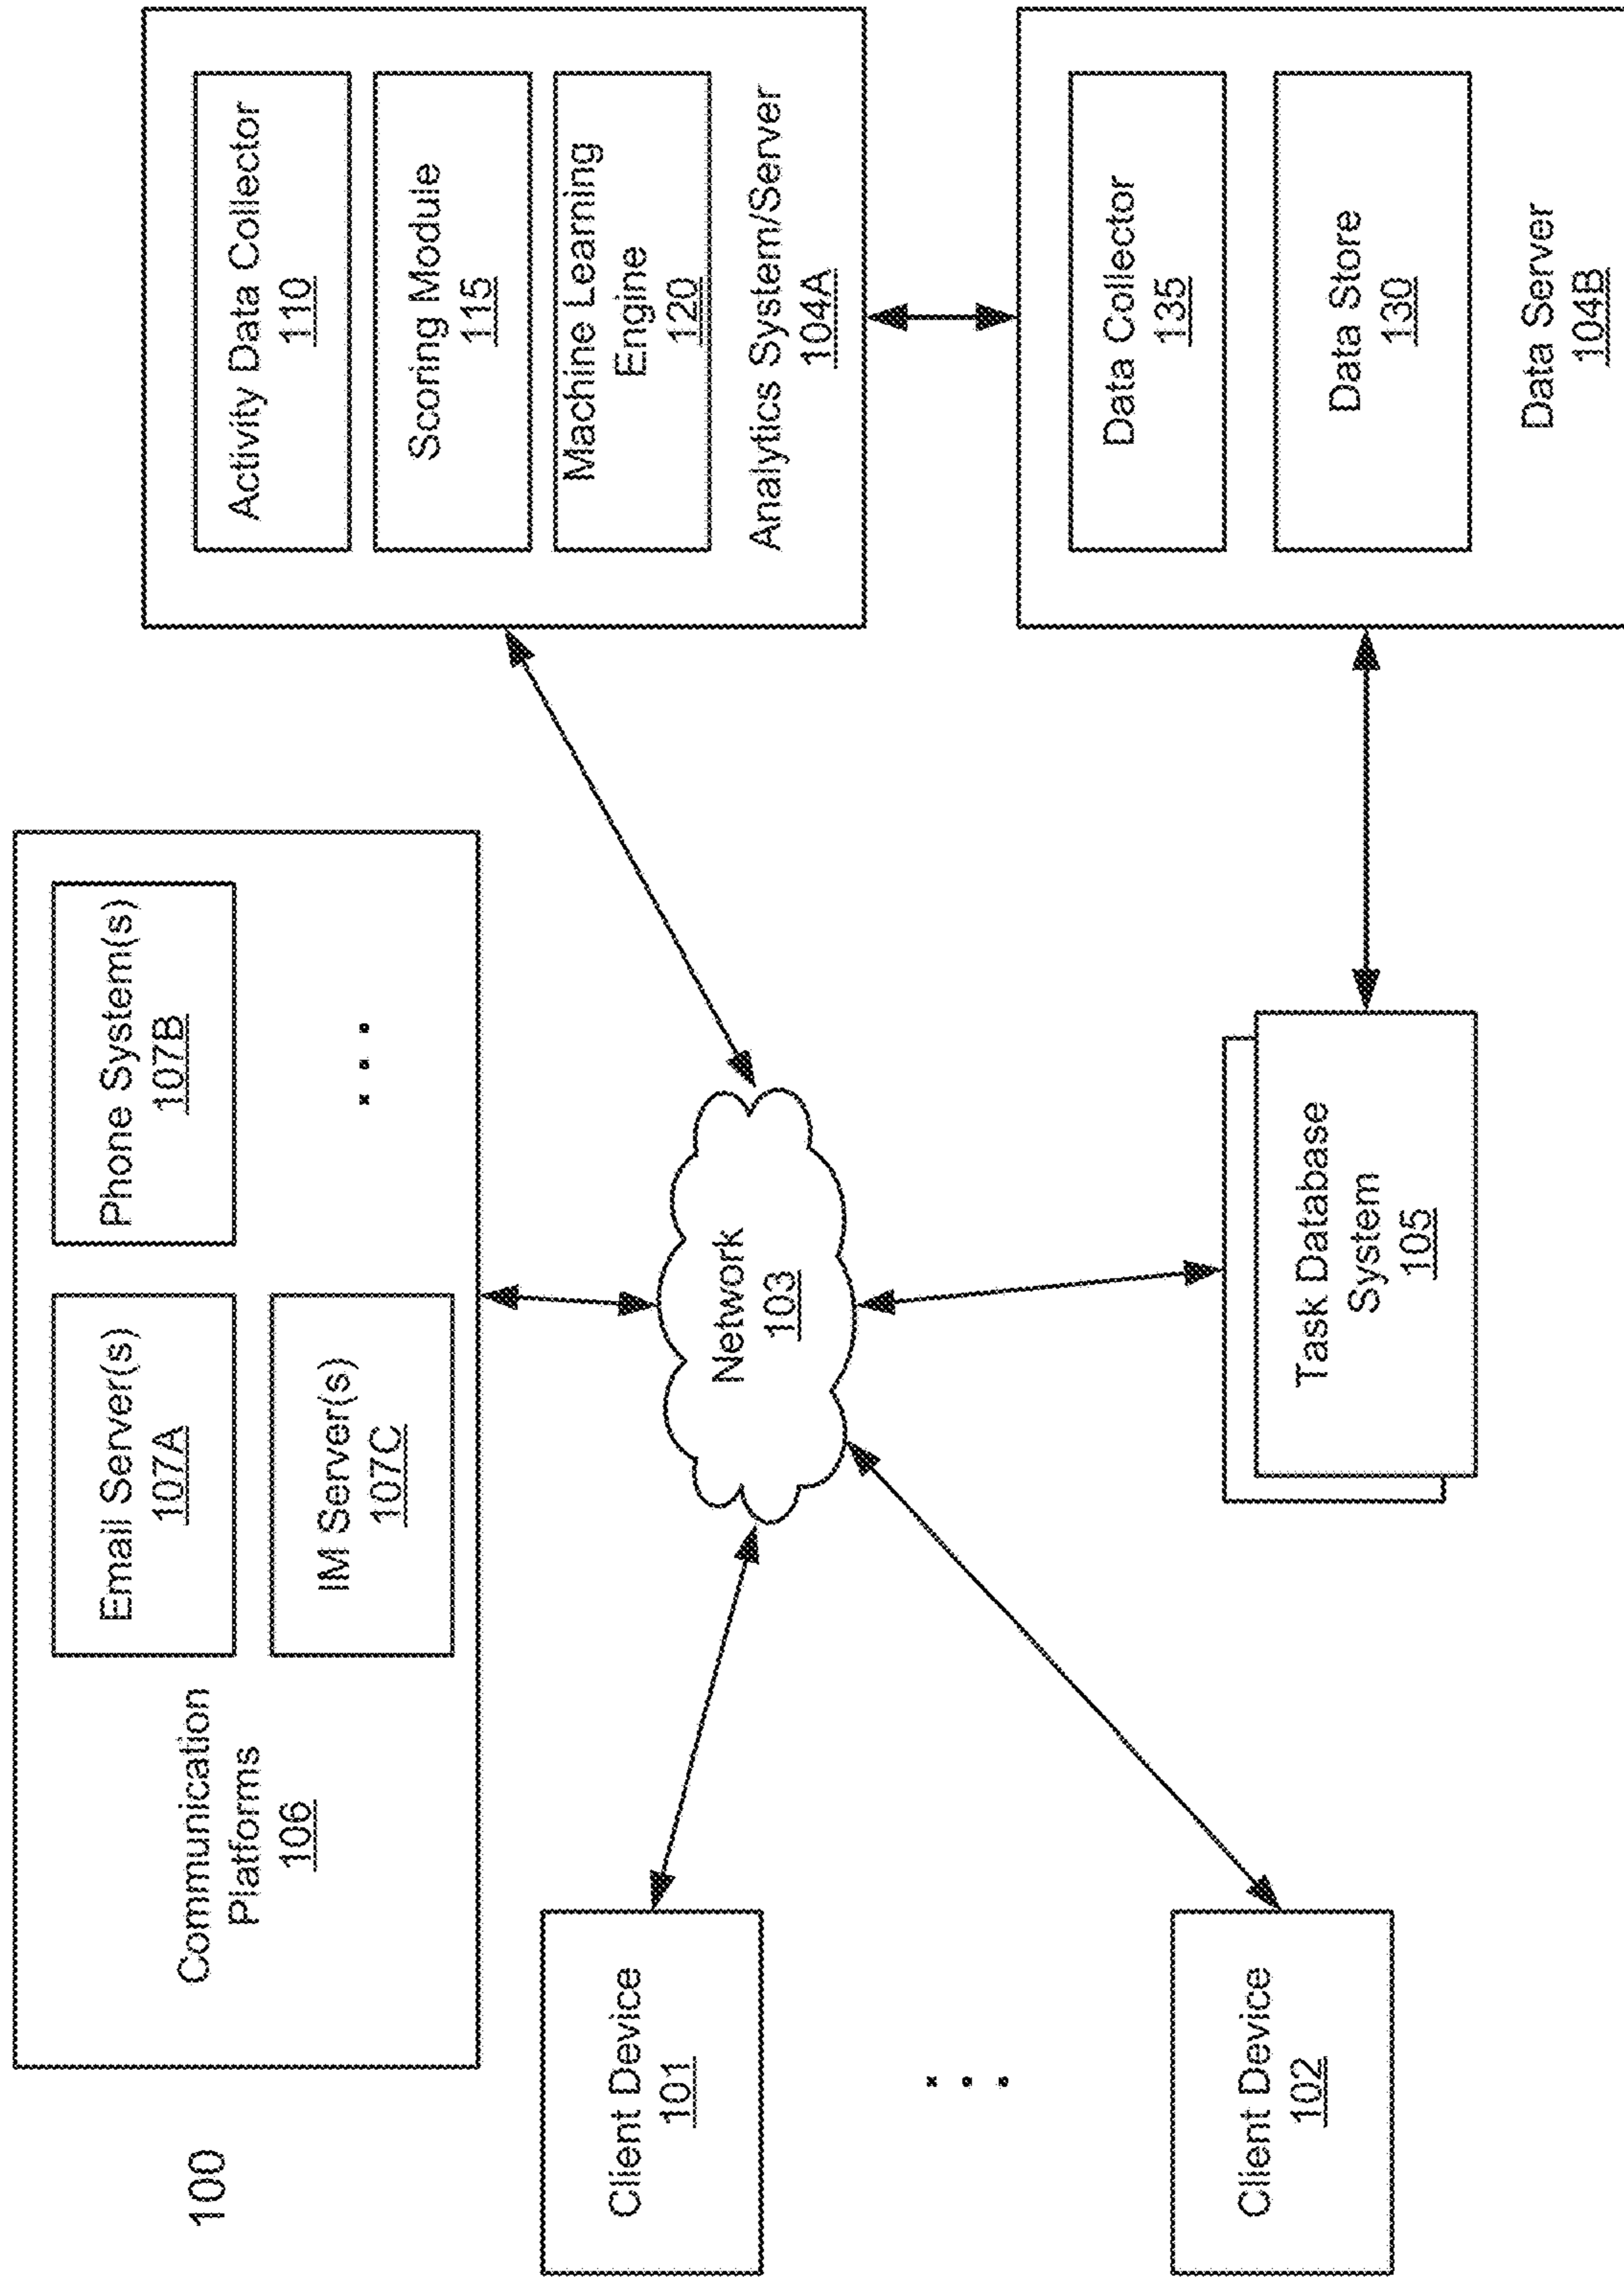 100
Communication
Platforms
106
Email Server(s)
107A
Phone System(s)
107B
IM Server(s)
107C
. . .
Client Device
101
. . .
Client Device
102
Network
103
Task Database
System
105
Activity Data Collector
110
Scoring Module
115
Machine Learning
Engine
120
Analytics System/Server
104A
Data Collector
135
Data Store
130
Data Server
104B